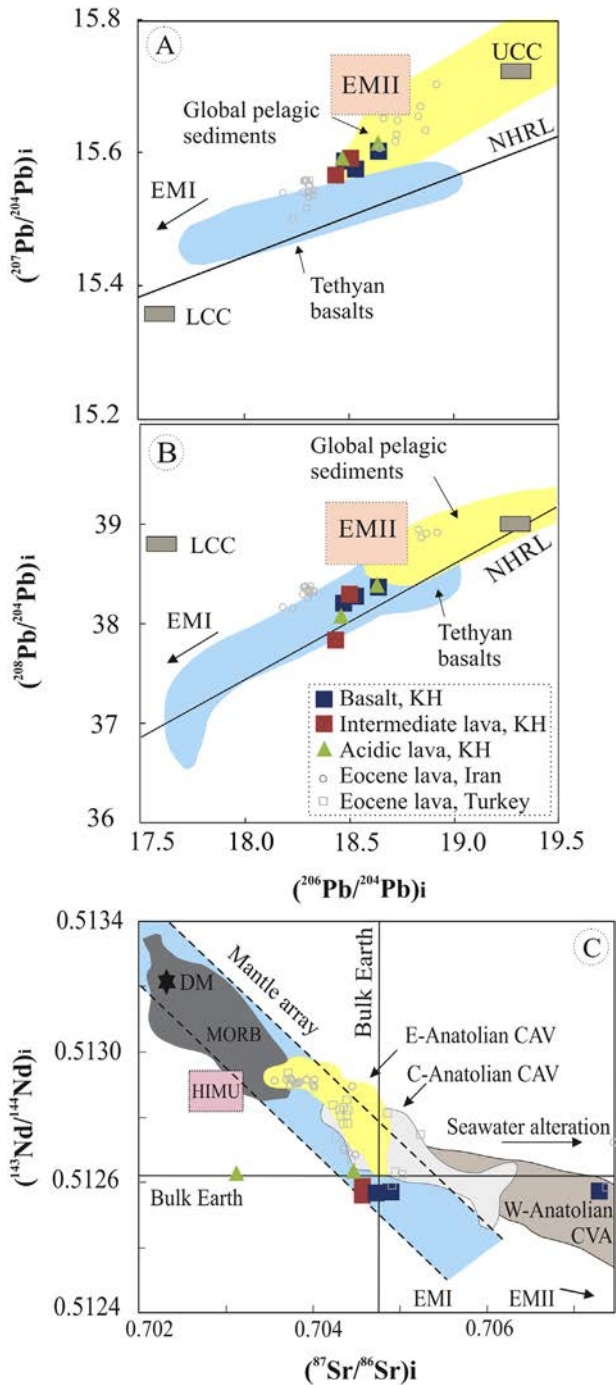 15.8
A
UCC
EMII
Global pelagic
sediments
NHRL
15.6
EMI
(²⁰⁷Pb/²⁰⁴Pb)i
Tethyan
basalts
15.4
LCC
15.2
B
Global pelagic
sediments
39
EMII
LCC
NHRL
EMI
(²⁰⁸Pb/²⁰⁴Pb)i
38
Tethyan
basalts
Basalt, KH
Intermediate lava, KH
Acidic lava, KH
Eocene lava, Iran
Eocene lava, Turkey
37
36
17.5
18.0
18.5
19.0
19.5
(²⁰⁶Pb/²⁰⁴Pb)i
0.5134
C
DM
Mantle array
Bulk Earth
MORB
E-Anatolian CAV
0.5130
C-Anatolian CAV
HIMU
(¹⁴³Nd/¹⁴⁴Nd)i
Seawater alteration
0.5126
Bulk Earth
W-Anatolian
CVA
EMI
EMII
0.5124
0.702
0.704
0.706
(⁸⁷Sr/⁸⁶Sr)i